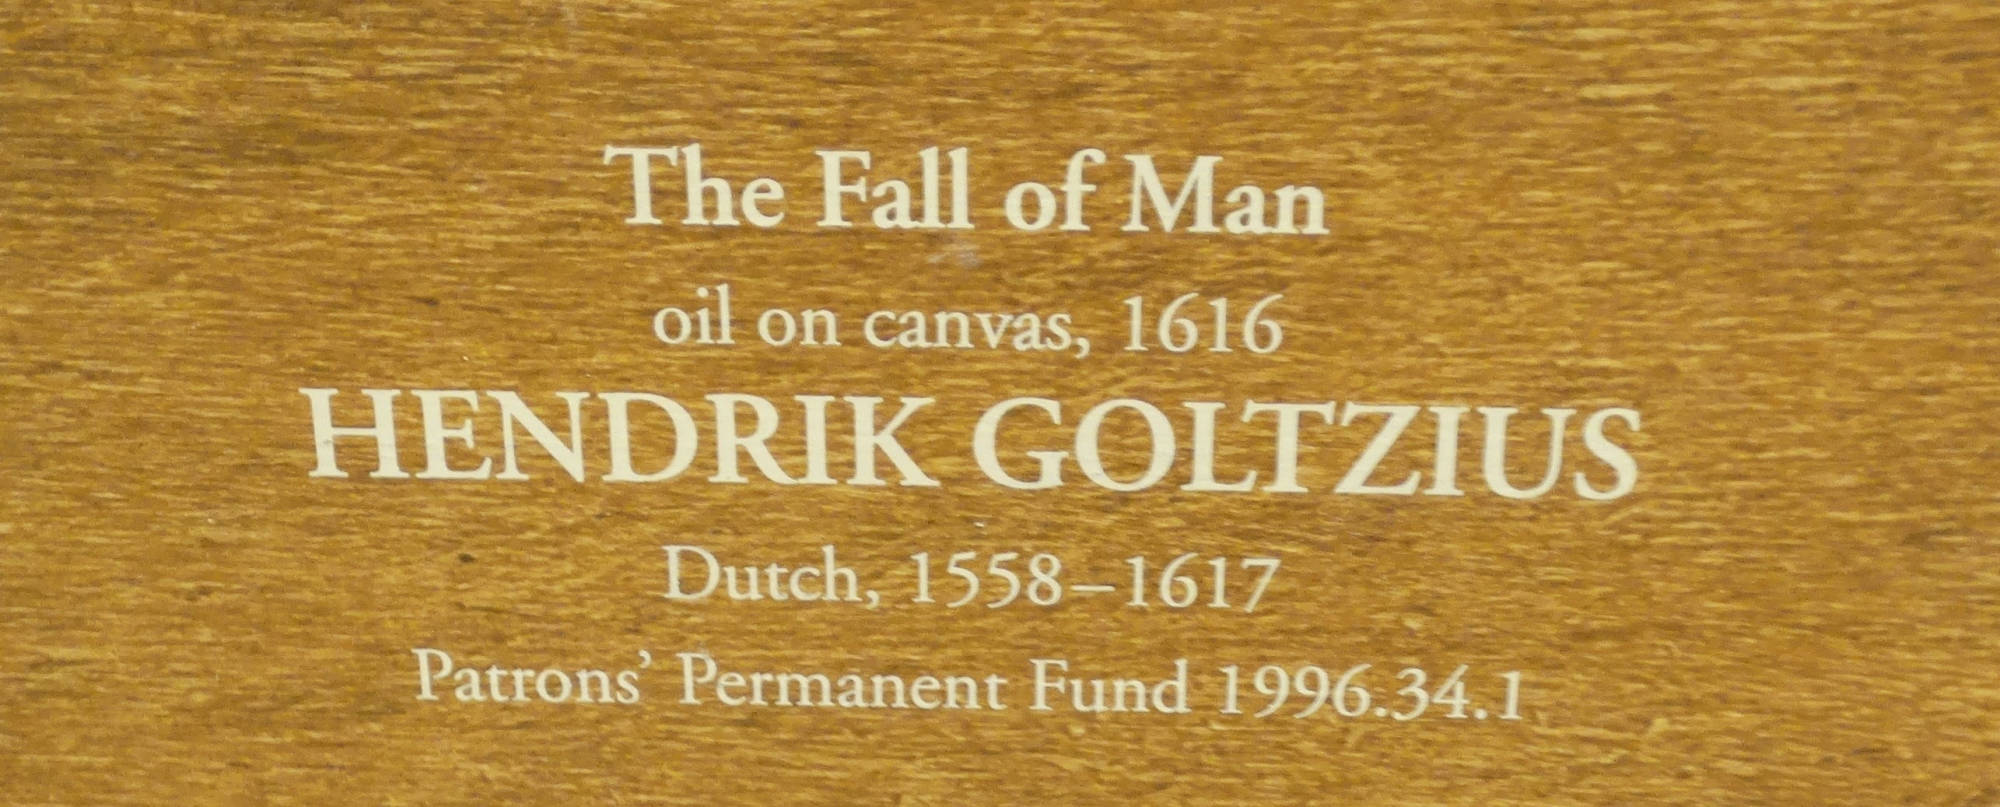 The Fall of Man
oil on canvas, 1616
HENDRIK GOLTZIUS
Dutch, 1558–1617
Patrons’ Permanent Fund 1996.34.1